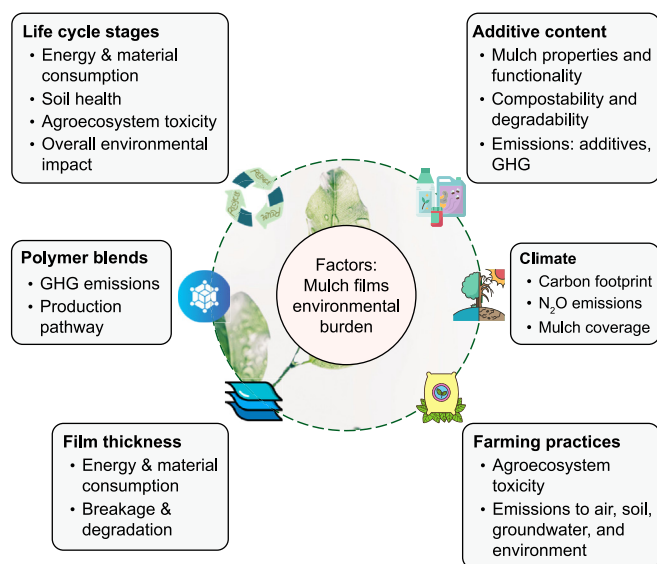 Life cycle stages
• Energy & material
consumption
• Soil health
• Agroecosystem toxicity
• Overall environmental
impact
Additive content
• Mulch properties and
functionality
• Compostability and
degradability
• Emissions: additives,
GHG
Polymer blends
• GHG emissions
• Production
pathway
Factors:
Mulch films
environmental
burden
Climate
• Carbon footprint
• N₂O emissions
• Mulch coverage
Film thickness
• Energy & material
consumption
• Breakage &
degradation
Farming practices
• Agroecosystem
toxicity
• Emissions to air, soil,
groundwater, and
environment